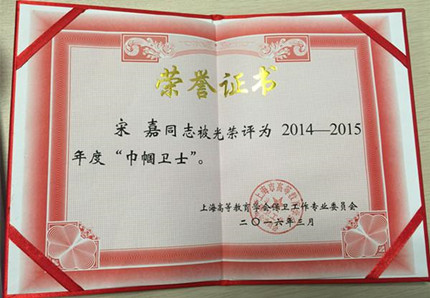 荣誉证书
宋嘉同志被光荣评为 2014—2015
年度“巾帼卫士”。
上海高等教育学会保卫工作专业委员会
二〇一六年三月